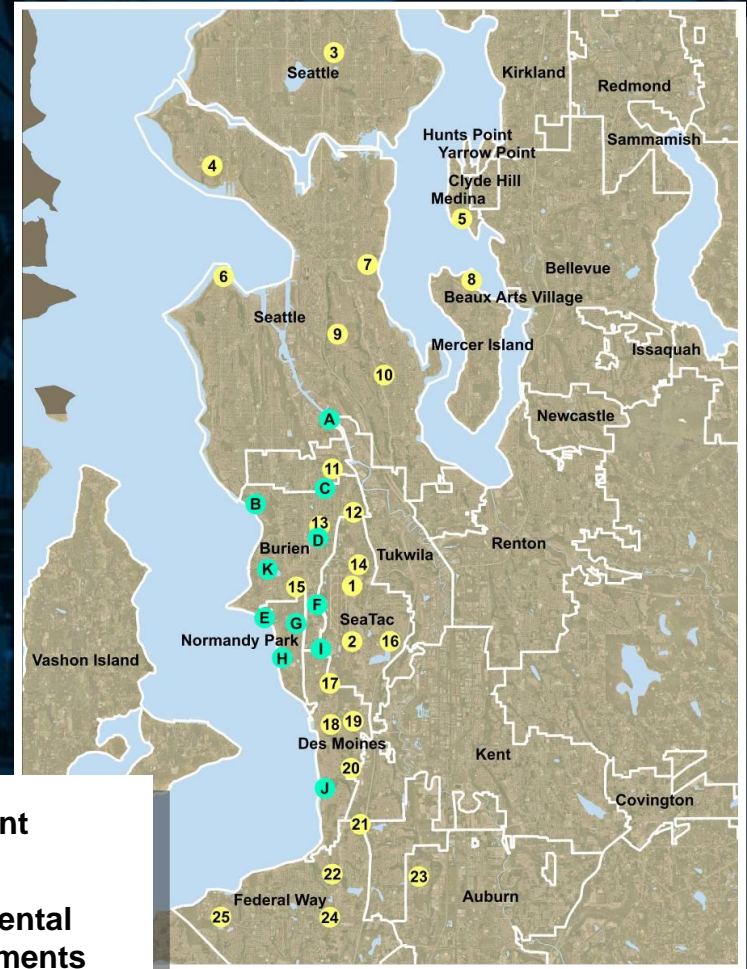 3
Seattle
Kirkland
Redmond
Hunts Point
Yarrow Point
Sammamish
4
Clyde Hill
Medina
5
7
6
8
Bellevue
Beaux Arts Village
Seattle
9
Mercer Island
Issaquah
10
Newcastle
A
11
C
B
12
13
D
Burien
Tukwila
Renton
K
14
15
1
F
E
G
SeaTac
Normandy Park
2
16
I
H
Vashon Island
17
18
19
Des Moines
Kent
20
J
Covington
21
22
23
Federal Way
Auburn
25
24
nt
ental
ments